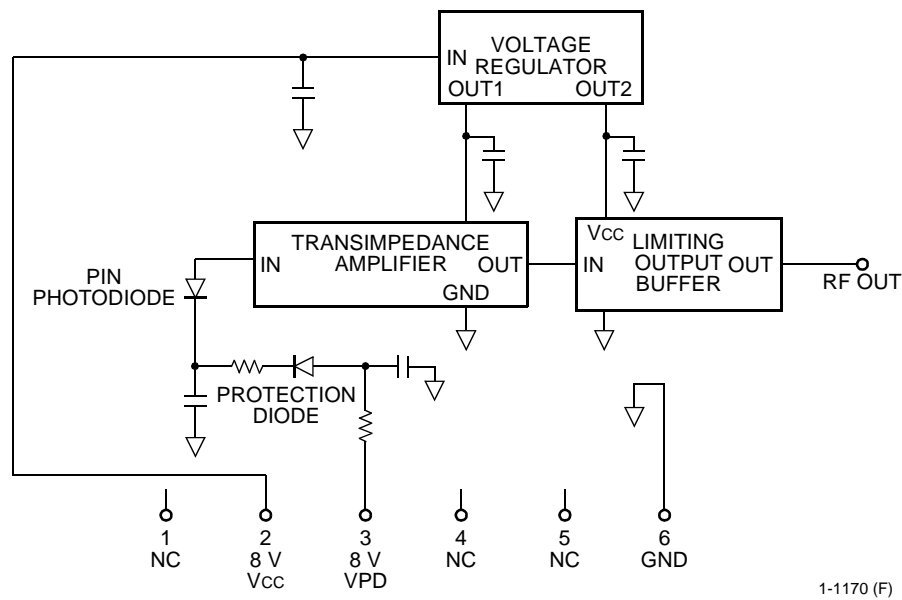 VOLTAGE
REGULATOR
IN
OUT1
OUT2
TRANSIMPEDANCE
AMPLIFIER
IN
OUT
GND
VCC
LIMITING
OUTPUT
BUFFER
IN
OUT
RF OUT
PIN
PHOTODIODE
PROTECTION
DIODE
1
NC
2
8 V
VCC
3
8 V
VPD
4
NC
5
NC
6
GND
1-1170 (F)